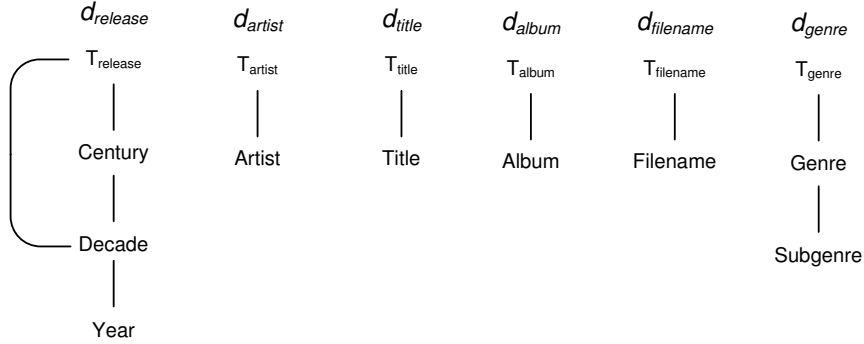 d_release d_artist d_title d_album d_filename d_genre
T_release T_artist T_title T_album T_filename T_genre
Century Artist Title Album Filename Genre
Decade Subgenre
Year